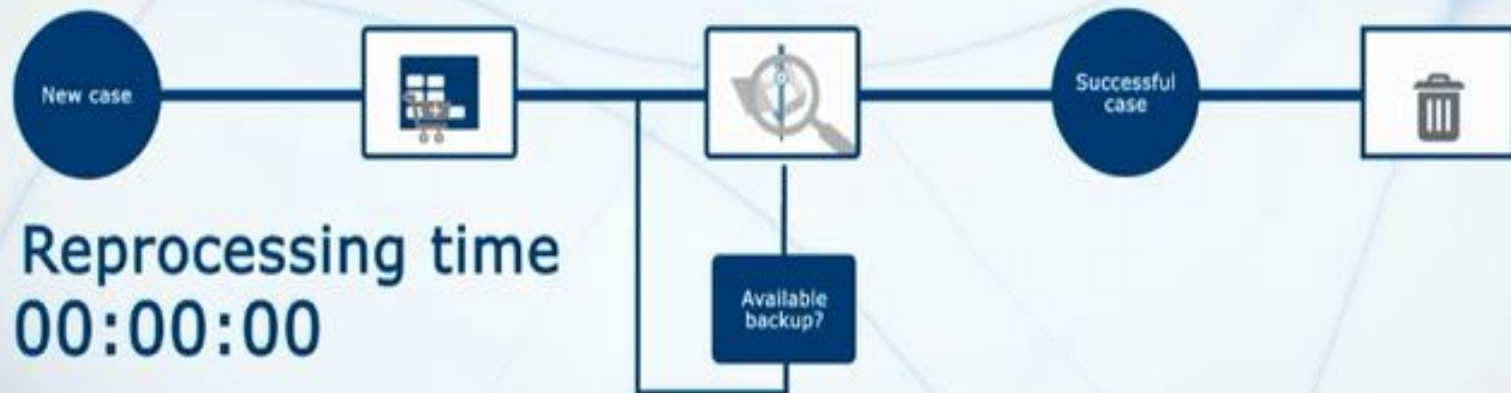 New case
Successful
case
Reprocessing time
00:00:00
Available
backup?